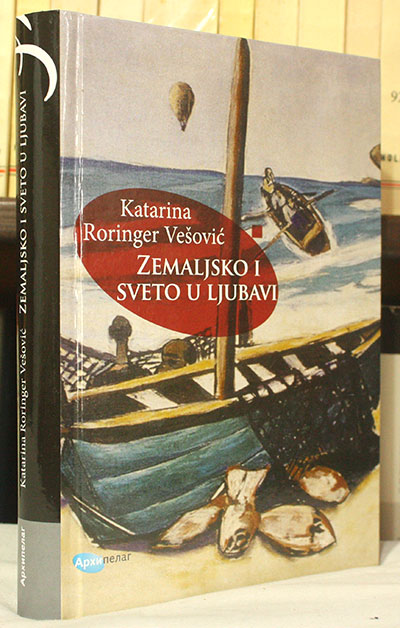 Katarina
Roringer Vešović
ZEMALJSKO I
SVETO U LJUBAVI
Архипелаг
Архипелаг Katarina Roringer Vešović ZEMALJSKO I SVETO U LJUBAVI